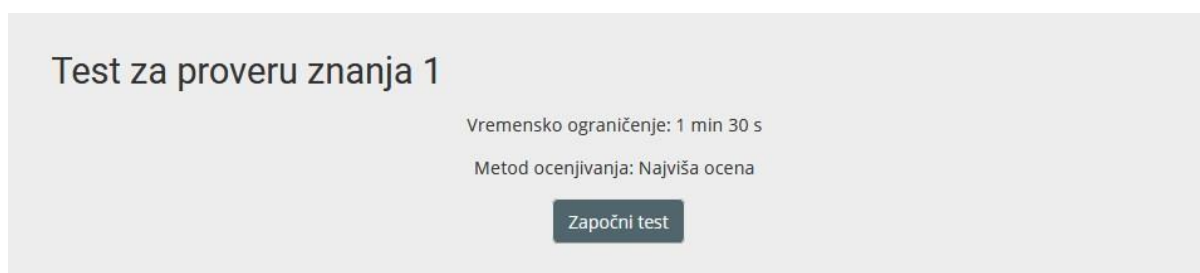 Test za proveru znanja 1
Vremensko ograničenje: 1 min 30 s
Metod ocenjivanja: Najviša ocena
Započni test